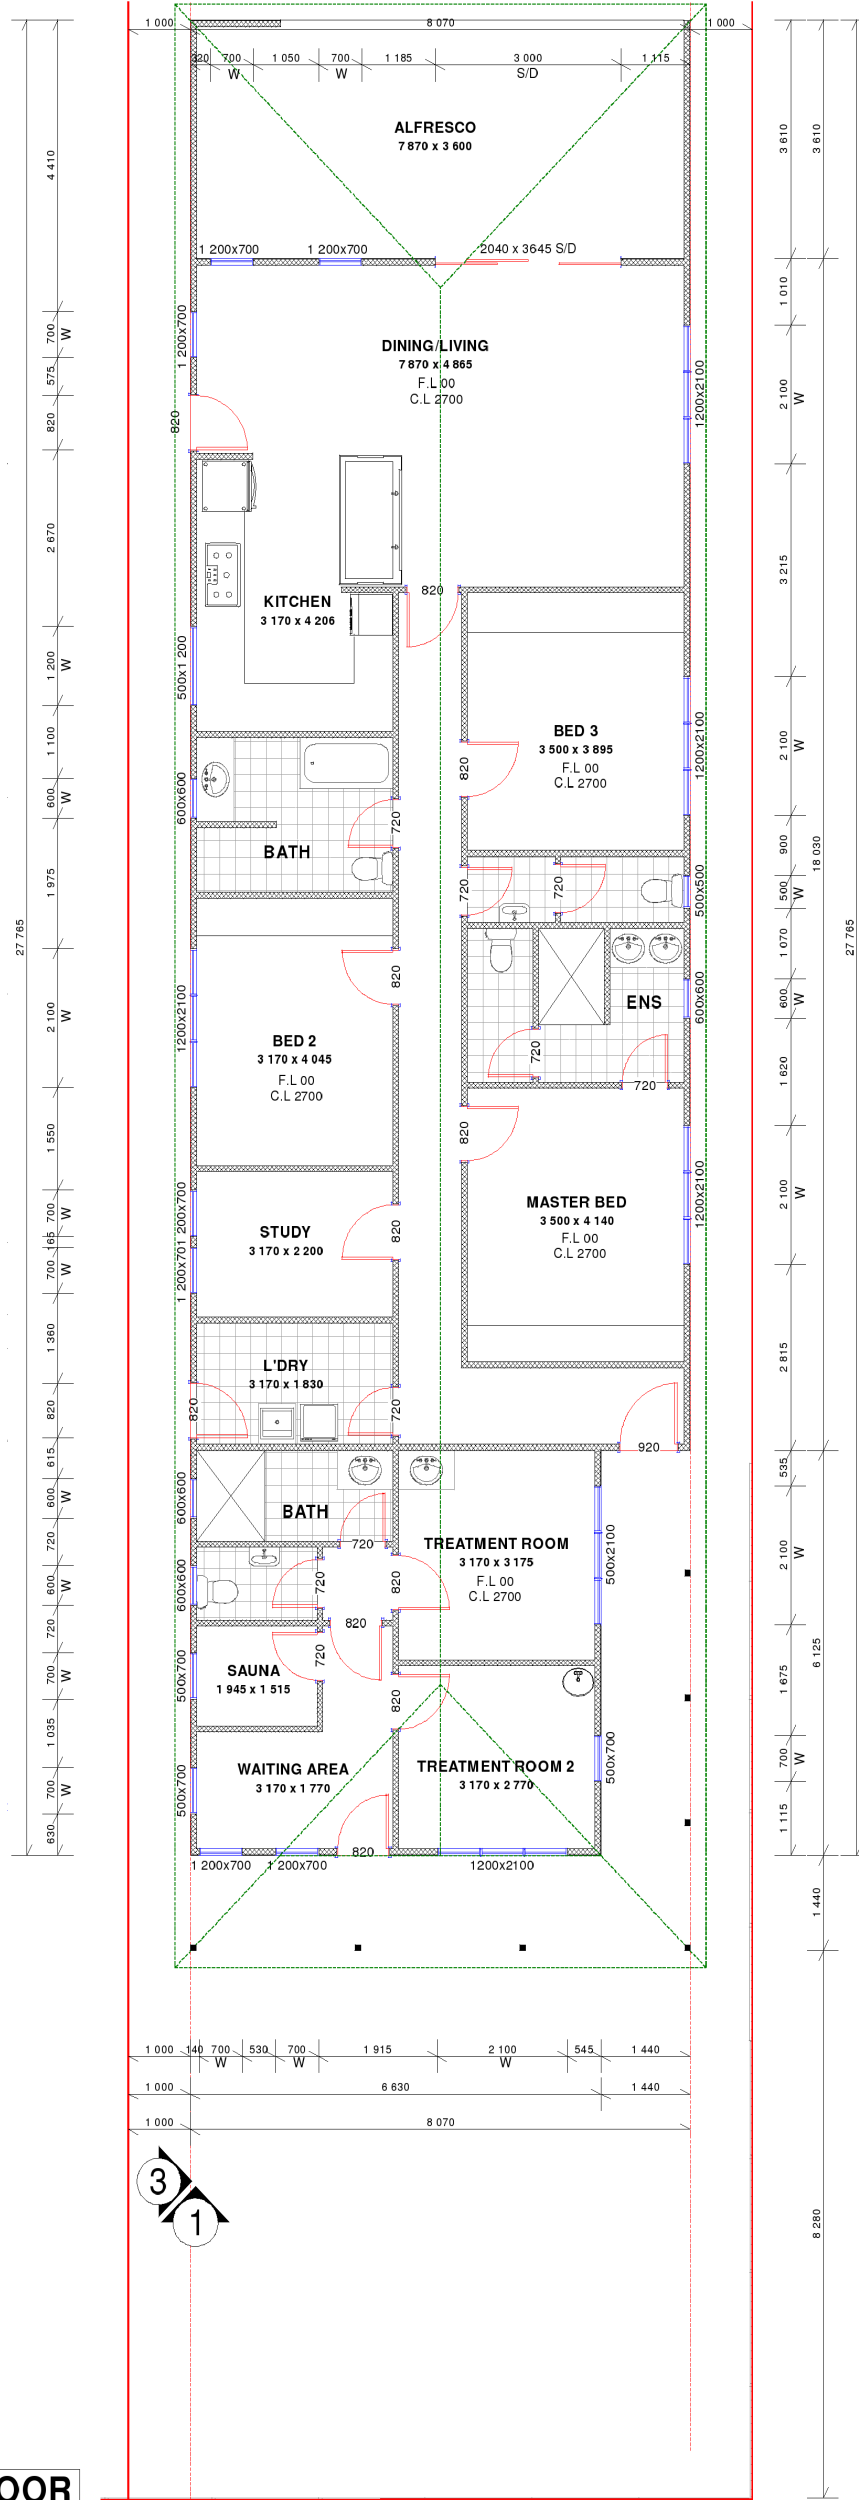 1 000
8 070
1 000
320
700
1 050
700
1 185
3 000
1 115
W
W
S/D
ALFRESCO
7 870 x 3 600
4 410
3 610
3 610
1 200x700
1 200x700
2040 x 3645 S/D
1 010
700
W
1 200x700
DINING/LIVING
7 870 x 4 865
F.L 00
C.L 2700
575
820
820
1200x2100
2 100
W
2 670
3 215
820
KITCHEN
3 170 x 4 206
1 200
W
500x1 200
BED 3
3 500 x 3 895
F.L 00
C.L 2700
820
1200x2100
2 100
W
1 100
600
W
600x600
720
BATH
900
18 030
1 975
720
720
500x500
500
W
27 765
27 765
1 070
820
ENS
600x600
600
W
2 100
W
1200x2100
BED 2
3 170 x 4 045
F.L 00
C.L 2700
720
720
1 620
1 550
820
MASTER BED
3 500 x 4 140
F.L 00
C.L 2700
1200x2100
2 100
W
700
W
165
700
W
1 200x700
1 200x701
STUDY
3 170 x 2 200
820
1 360
L'DRY
3 170 x 1 830
2 815
820
820
720
920
615
535
600
W
600x600
BATH
720
TREATMENT ROOM
3 170 x 3 175
F.L 00
C.L 2700
500x2100
2 100
W
720
600
W
600x600
720
820
820
720
6 125
700
W
500x700
SAUNA
1 945 x 1 515
720
820
1 675
1 035
WAITING AREA
3 170 x 1 770
TREATMENT ROOM 2
3 170 x 2 770
500x700
700
W
700
W
500x700
1 115
630
820
1 200x700
1 200x700
1200x2100
1 440
1 000
140
700
530
700
1 915
2 100
545
1 440
W
W
W
1 000
6 630
1 440
1 000
8 070
3
1
8 280
OOR